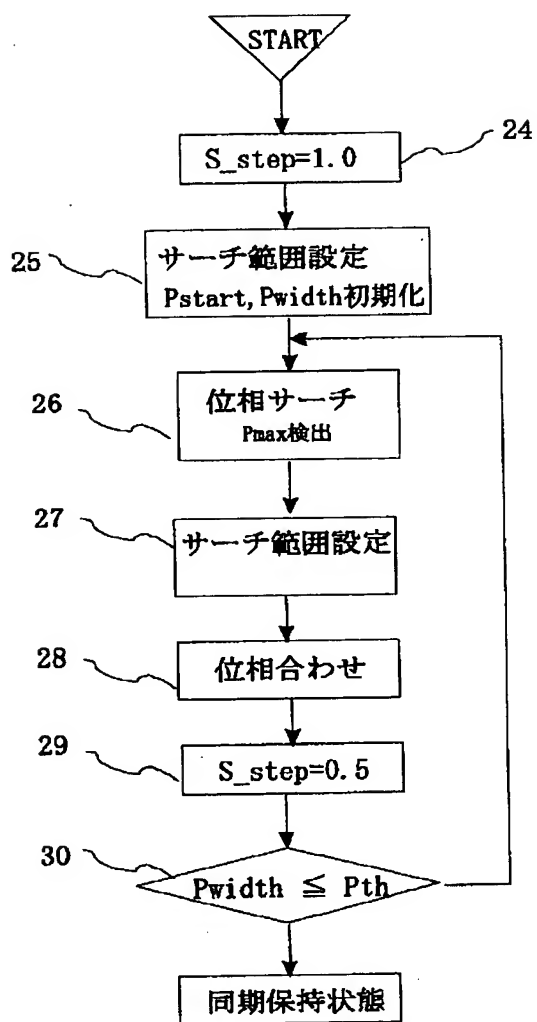 START
24
S_step=1.0
25
サーチ範囲設定
Pstart,Pwidth初期化
26
位相サーチ
Pmax検出
27
サーチ範囲設定
28
位相合わせ
29
S_step=0.5
30
Pwidth ≦ Pth
同期保持状態